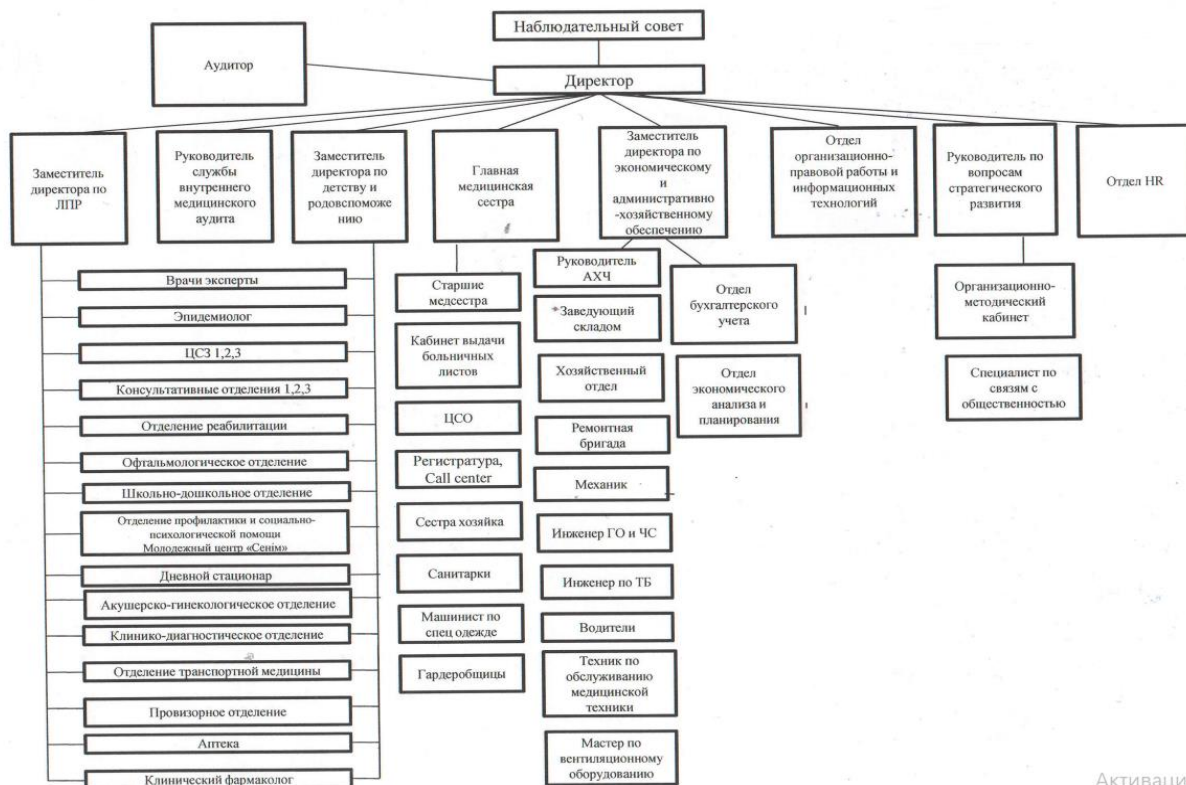 Наблюдательный совет
Аудитор
Директор
Заместитель
директора по
ЛПР
Руководитель
службы
внутреннего
медицинского
аудита
Заместитель
директора по
детству и
родовспоможе
нию
Главная
медицинская
сестра
Заместитель
директора по
экономическому
и
административно
-хозяйственному
обеспечению
Отдел
организационно-
правовой работы и
информационных
технологий
Руководитель по
вопросам
стратегического
развития
Отдел HR
Врачи эксперты
Эпидемиолог
ЦСЗ 1,2,3
Консультативные отделения 1,2,3
Отделение реабилитации
Офтальмологическое отделение
Школьно-дошкольное отделение
Отделение профилактики и социально-
психологической помощи
Молодежный центр «Сенім»
Дневной стационар
Акушерско-гинекологическое отделение
Клинико-диагностическое отделение
Отделение транспортной медицины
Провизорное отделение
Аптека
Клинический фармаколог
Старшие
медсестра
Кабинет выдачи
больничных
листов
ЦСО
Регистратура,
Call center
Сестра хозяйка
Санитарки
Машинист по
спец одежде
Гардеробщицы
Руководитель
АХЧ
Заведующий
складом
Хозяйственный
отдел
Ремонтная
бригада
Механик
Инженер ГО и ЧС
Инженер по ТБ
Водители
Техник по
обслуживанию
медицинской
техники
Мастер по
вентиляционному
оборудованию
Отдел
бухгалтерского
учета
Отдел
экономического
анализа и
планирования
Организационно-
методический
кабинет
Специалист по
связям с
общественностью
Активаци